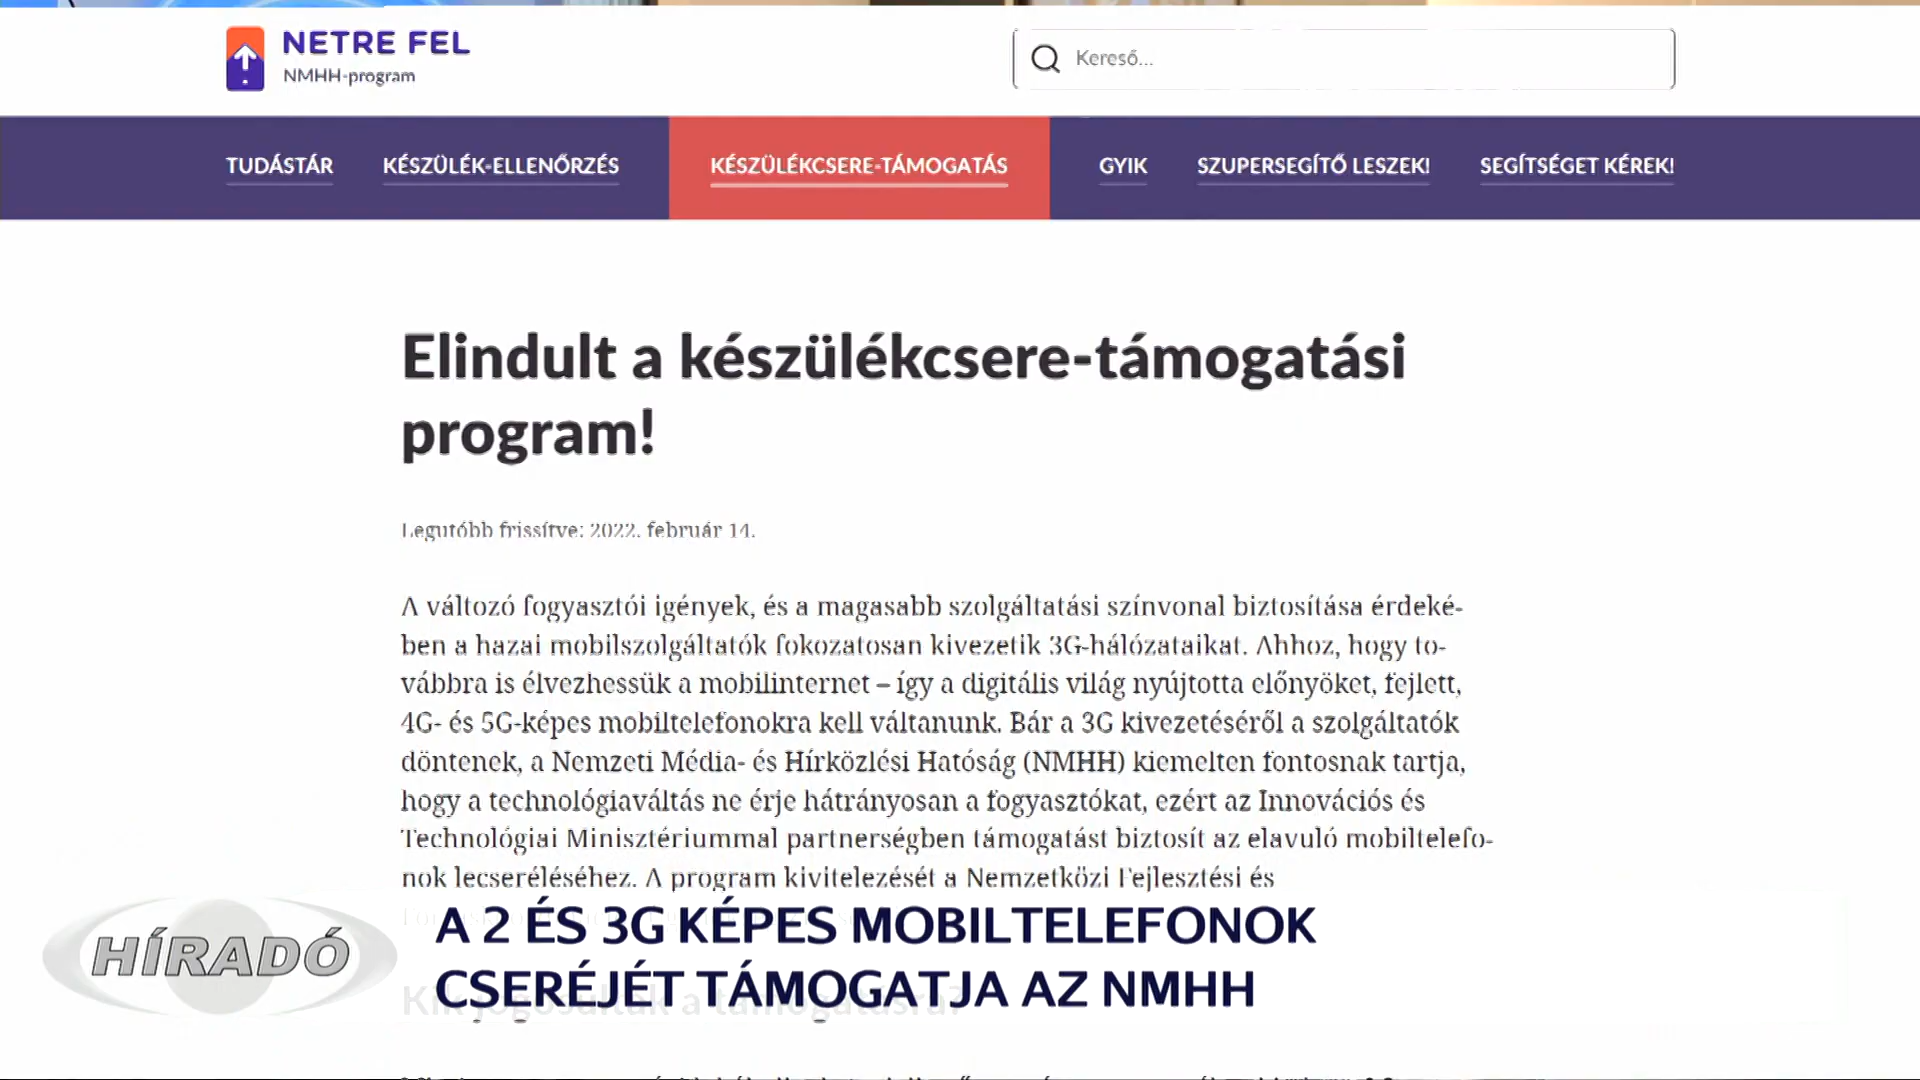 NETRE FEL
NMHH-program
Kereső...
TUDÁSTÁR KÉSZÜLÉK-ELLENŐRZÉS KÉSZÜLÉKCSERE-TÁMOGATÁS GYIK SZUPERSEGÍTŐ LESZEK! SEGÍTSÉGET KÉREK!
Elindult a készülékcsere-támogatási
program!
Legutóbb frissítve: 2022. február 14.
A változó fogyasztói igények, és a magasabb szolgáltatási színvonal biztosítása érdeké-
ben a hazai mobilszolgáltatók fokozatosan kivezetik 3G-hálózataikat. Ahhoz, hogy to-
vábbra is élvezhessük a mobilinternet – így a digitális világ nyújtotta előnyöket, fejlett,
4G- és 5G-képes mobiltelefonokra kell váltanunk. Bár a 3G kivezetéséről a szolgáltatók
döntenek, a Nemzeti Média- és Hírközlési Hatóság (NMHH) kiemelten fontosnak tartja,
hogy a technológiaváltás ne érje hátrányosan a fogyasztókat, ezért az Innovációs és
Technológiai Minisztériummal partnerségben támogatást biztosít az elavuló mobiltelefo-
nok lecseréléséhez. A program kivitelezését a Nemzetközi Fejlesztési és
HÍRADÓ
A 2 ÉS 3G KÉPES MOBILTELEFONOK
CSERÉJÉT TÁMOGATJA AZ NMHH
Kik jogosultak a támogatásra?